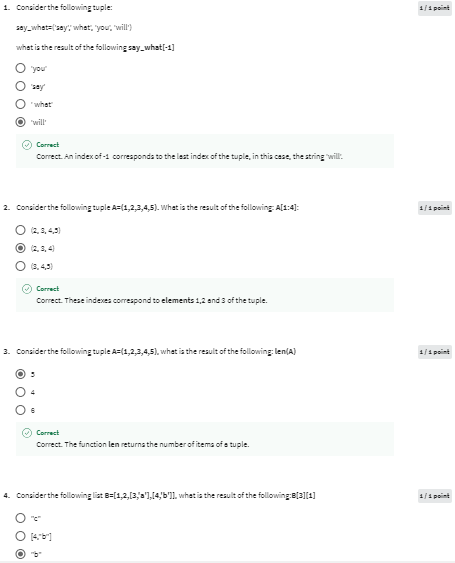 1. Consider the following tuple:
1 / 1 point
say_what=('say',' what', 'you', 'will')
what is the result of the following say_what[-1]
'you'
'say'
' what'
'will'
Correct
Correct. An index of -1 corresponds to the last index of the tuple, in this case, the string 'will'.
2. Consider the following tuple A=(1,2,3,4,5). What is the result of the following: A[1:4]:
1 / 1 point
(2, 3, 4,5)
(2, 3, 4)
(3, 4,5)
Correct
Correct. These indexes correspond to elements 1,2 and 3 of the tuple.
3. Consider the following tuple A=(1,2,3,4,5), what is the result of the following: len(A)
1 / 1 point
5
4
6
Correct
Correct. The function len returns the number of items of a tuple.
4. Consider the following list B=[1,2,[3,'a'],[4,'b']], what is the result of the following:B[3][1]
1 / 1 point
"c"
[4,"b"]
"b"